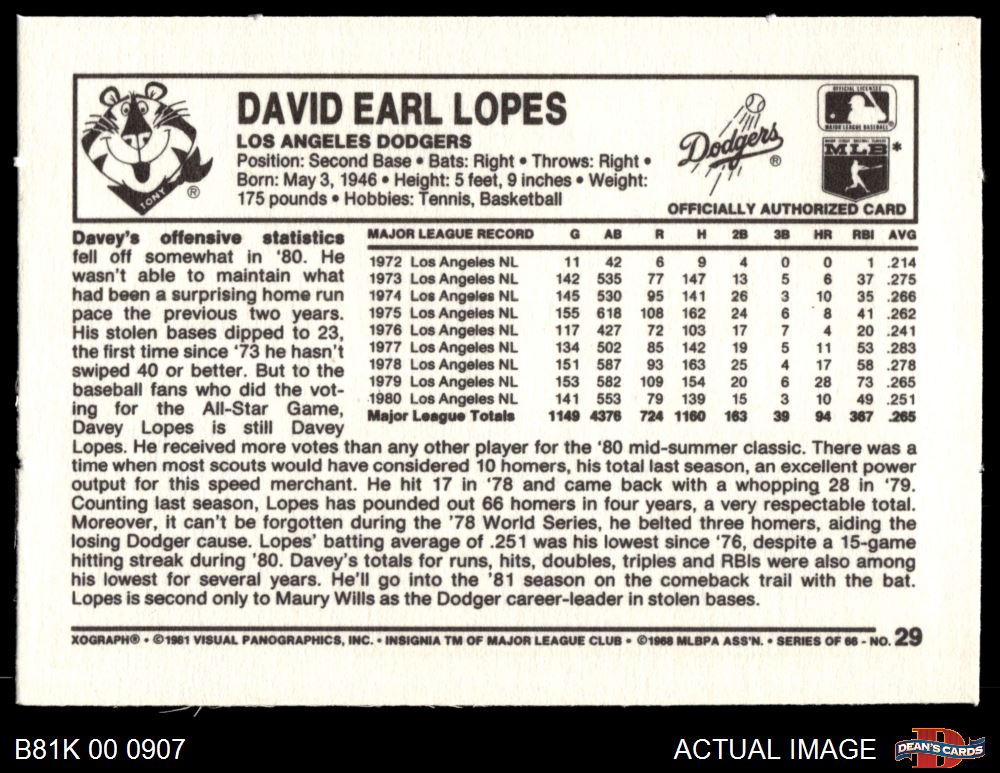 DAVID EARL LOPES
LOS ANGELES DODGERS
Position: Second Base • Bats: Right • Throws: Right •
Born: May 3, 1946 • Height: 5 feet, 9 inches • Weight:
175 pounds • Hobbies: Tennis, Basketball
TONY ®
Dodgers ®
OFFICIAL LICENSEE
MAJOR LEAGUE BASEBALL
MLB *
OFFICIALLY AUTHORIZED CARD
Davey's offensive statistics
fell off somewhat in '80. He
wasn't able to maintain what
had been a surprising home run
pace the previous two years.
His stolen bases dipped to 23,
the first time since '73 he hasn't
swiped 40 or better. But to the
baseball fans who did the vot-
ing for the All-Star Game,
Davey Lopes is still Davey
MAJOR LEAGUE RECORD G AB R H 2B 3B HR RBI AVG
1972 Los Angeles NL 11 42 6 9 4 0 0 1 .214
1973 Los Angeles NL 142 535 77 147 13 5 6 37 .275
1974 Los Angeles NL 145 530 95 141 26 3 10 35 .266
1975 Los Angeles NL 155 618 108 162 24 6 8 41 .262
1976 Los Angeles NL 117 427 72 103 17 7 4 20 .241
1977 Los Angeles NL 134 502 85 142 19 5 11 53 .283
1978 Los Angeles NL 151 587 93 163 25 4 17 58 .278
1979 Los Angeles NL 153 582 109 154 20 6 28 73 .265
1980 Los Angeles NL 141 553 79 139 15 3 10 49 .251
Major League Totals 1149 4376 724 1160 163 39 94 367 .265
Lopes. He received more votes than any other player for the '80 mid-summer classic. There was a
time when most scouts would have considered 10 homers, his total last season, an excellent power
output for this speed merchant. He hit 17 in '78 and came back with a whopping 28 in '79.
Counting last season, Lopes has pounded out 66 homers in four years, a very respectable total.
Moreover, it can't be forgotten during the '78 World Series, he belted three homers, aiding the
losing Dodger cause. Lopes' batting average of .251 was his lowest since '76, despite a 15-game
hitting streak during '80. Davey's totals for runs, hits, doubles, triples and RBIs were also among
his lowest for several years. He'll go into the '81 season on the comeback trail with the bat.
Lopes is second only to Maury Wills as the Dodger career-leader in stolen bases.
XOGRAPH® • ©1981 VISUAL PANOGRAPHICS, INC. • INSIGNIA TM OF MAJOR LEAGUE CLUB • ©1968 MLBPA ASS'N. • SERIES OF 66 - NO. 29
B81K 00 0907
ACTUAL IMAGE
DEAN'S CARDS